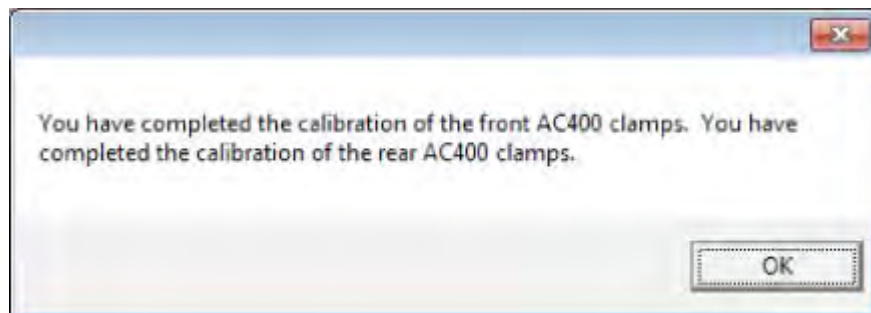 You have completed the calibration of the front AC400 clamps.  You have
completed the calibration of the rear AC400 clamps.
OK